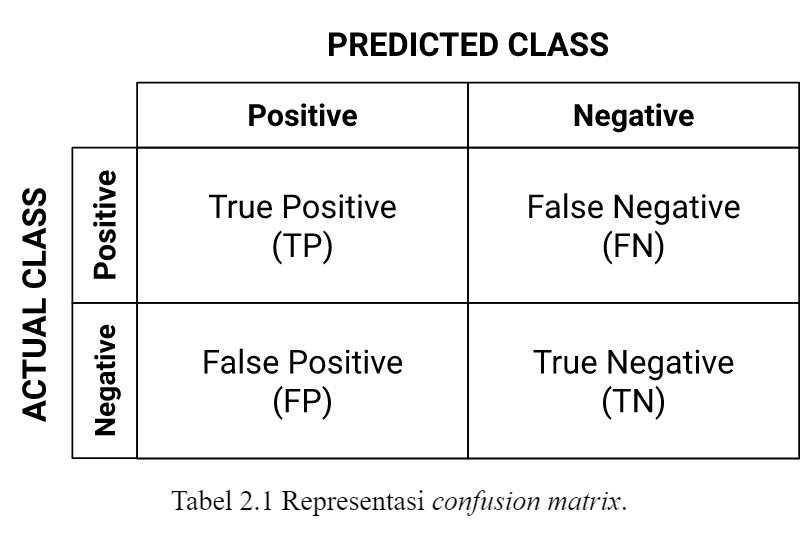 PREDICTED CLASS
Positive
Negative
ACTUAL CLASS
Positive
True Positive
(TP)
False Negative
(FN)
Negative
False Positive
(FP)
True Negative
(TN)
Tabel 2.1 Representasi confusion matrix.